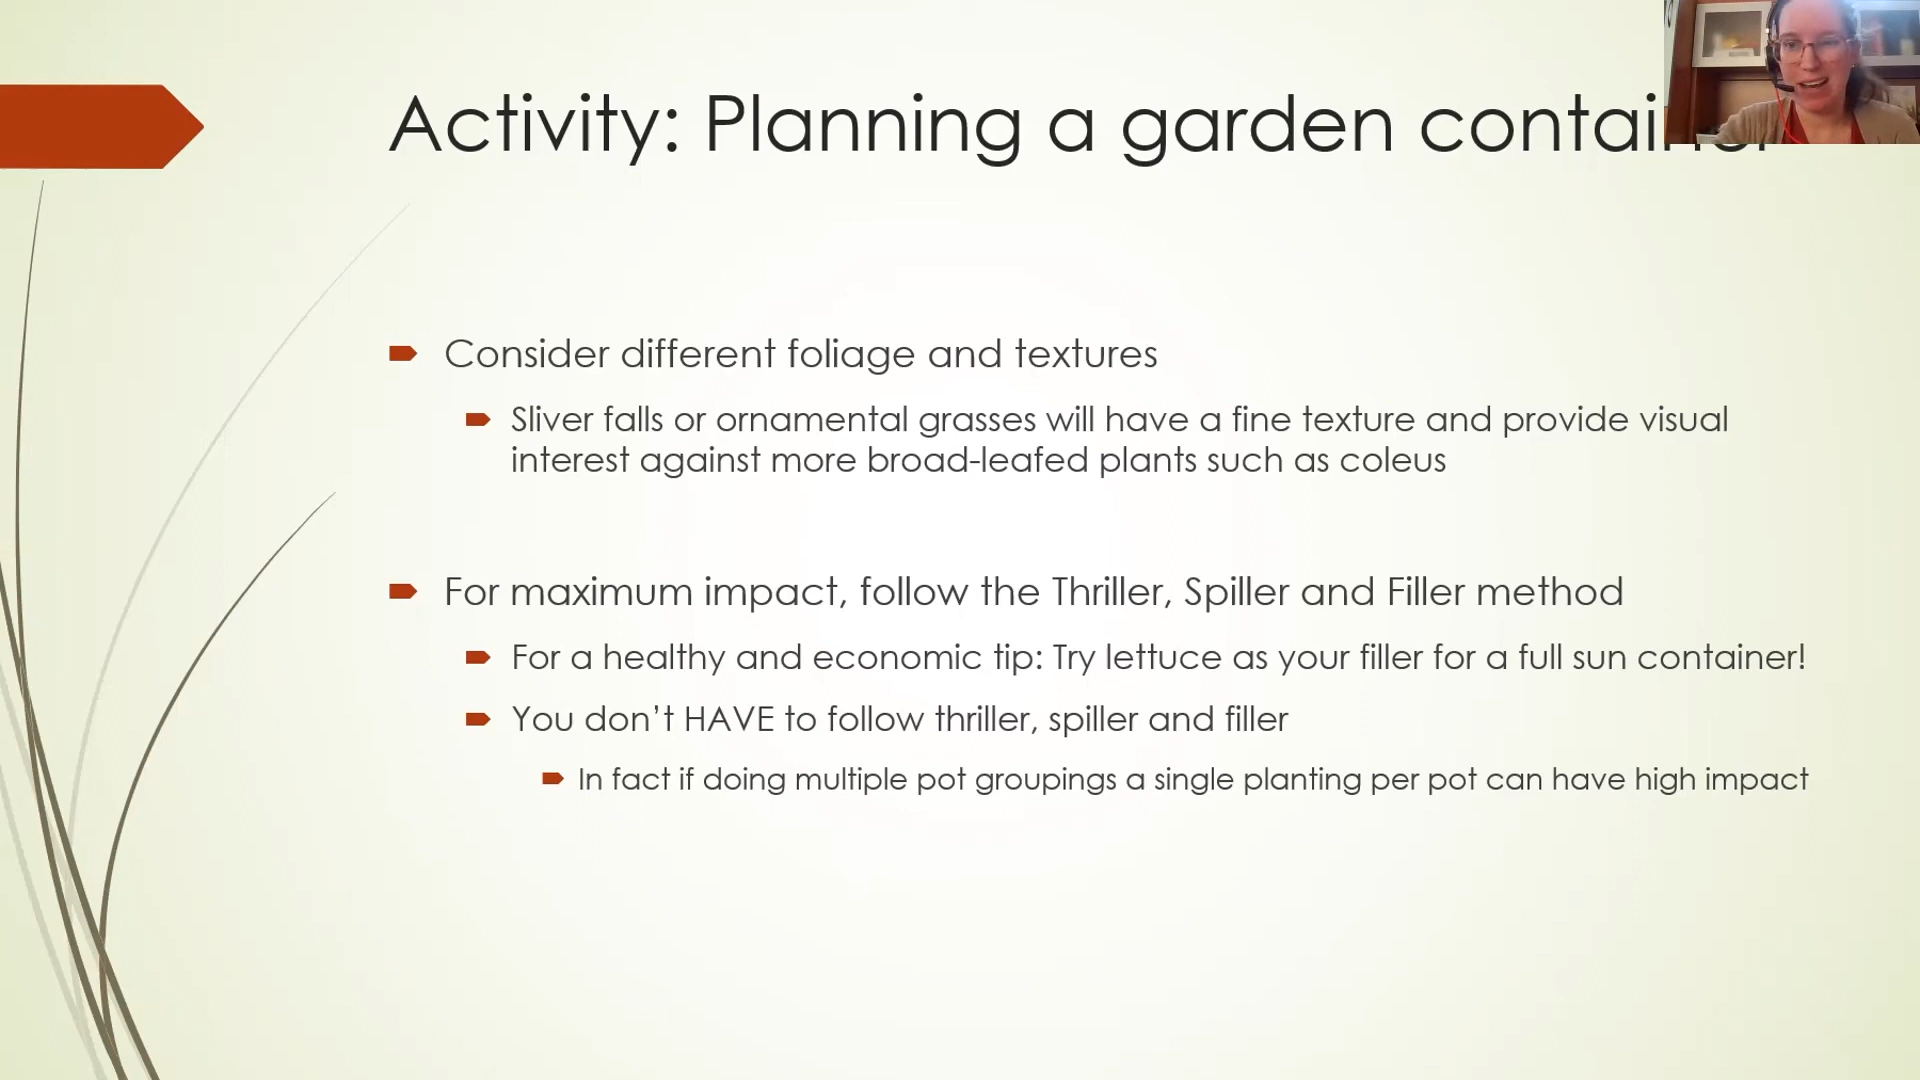 Activity: Planning a garden
Consider different foliage and textures
Sliver falls or ornamental grasses will have a fine texture and provide visual
interest against more broad-leafed plants such as coleus
For maximum impact, follow the Thriller, Spiller and Filler method
For a healthy and economic tip: Try lettuce as your filler for a full sun container!
You don’t HAVE to follow thriller, spiller and filler
In fact if doing multiple pot groupings a single planting per pot can have high impact